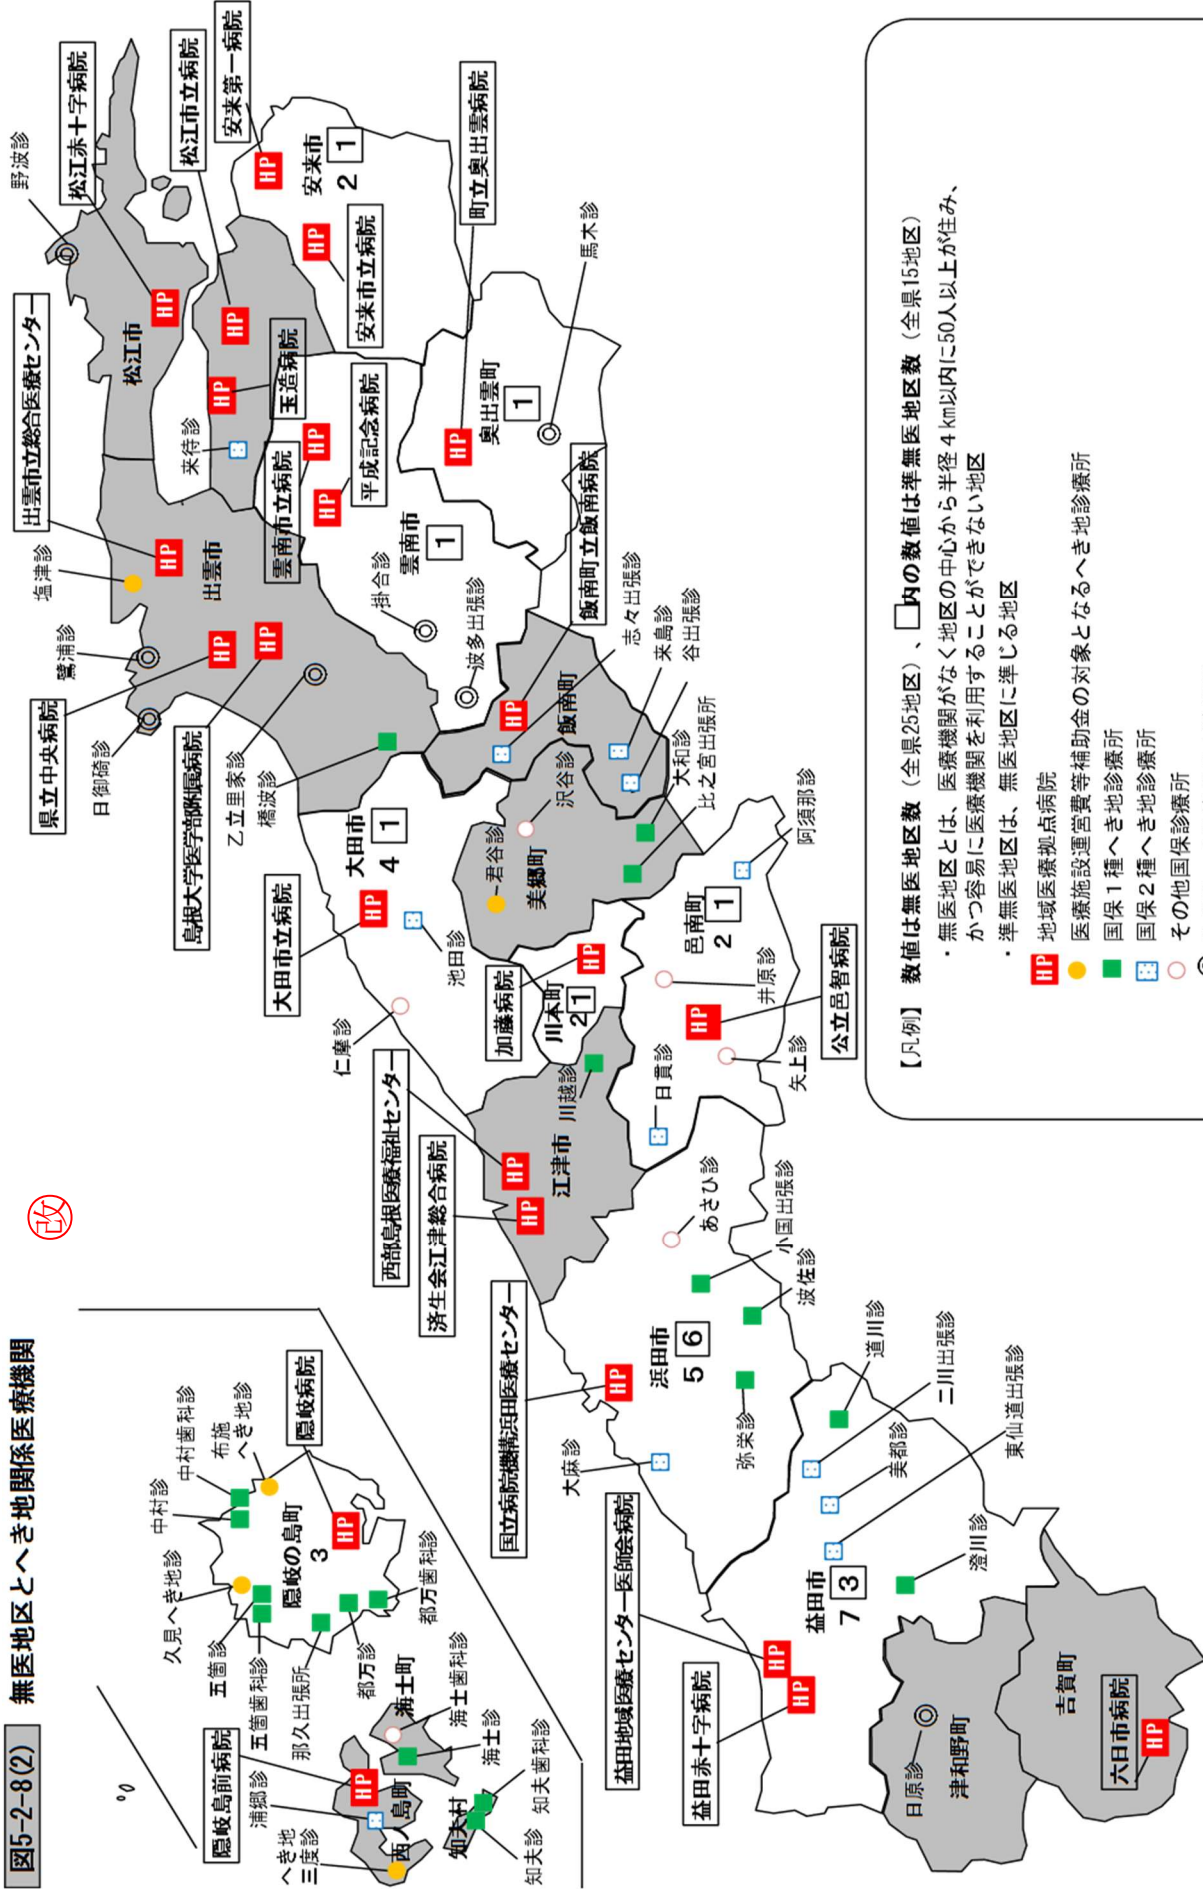 図5-2-8(2) 無医地区とへき地関係医療機関
改
隠岐島前病院
浦郷診
へき地
三度診
西ノ島町
海士町
海士歯科診
海士診
知夫村
知夫歯科診
知夫診
久見へき地診
中村診
中村歯科診
布施
へき地診
隠岐病院
隠岐の島町
3
五箇診
五箇歯科診
那久出張所
都万診
都万歯科診
野波診
松江赤十字病院
松江市立病院
安来第一病院
松江市
出雲市立総合医療センター
塩津診
鷺浦診
県立中央病院
日御碕診
島根大学医学部附属病院
乙立里家診
橋波診
出雲市
来待診
玉造病院
安来市
2 1
安来市立病院
町立奥出雲病院
馬木診
奥出雲町
1
雲南市立病院
平成記念病院
雲南市
1
掛合診
波多出張診
飯南町立飯南病院
志々出張診
来島診
谷出張診
飯南町
大和診
比之宮出張所
沢谷診
君谷診
美郷町
大田市
4 1
大田市立病院
池田診
仁摩診
加藤病院
川本町
2 1
邑南町
2 1
阿須那診
井原診
公立邑智病院
矢上診
日貫診
西部島根医療福祉センター
済生会江津総合病院
江津市
川越診
国立病院機構浜田医療センター
浜田市
5 6
あさひ診
小国出張診
波佐診
弥栄診
大麻診
益田地域医療センター医師会病院
益田赤十字病院
益田市
7 3
道川診
二川出張診
美都診
東仙道出張診
澄川診
日原診
津和野町
吉賀町
六日市病院
【凡例】 数値は無医地区数(全県25地区)、□内の数値は準無医地区数(全県15地区)
・無医地区とは、医療機関がなく地区の中心から半径4km以内に50人以上が住み、
かつ容易に医療機関を利用することができない地区
・準無医地区は、無医地区に準じる地区
HP 地域医療拠点病院
医療施設運営費等補助金の対象となるべき地診療所
国保1種へき地診療所
国保2種へき地診療所
その他国保診療所